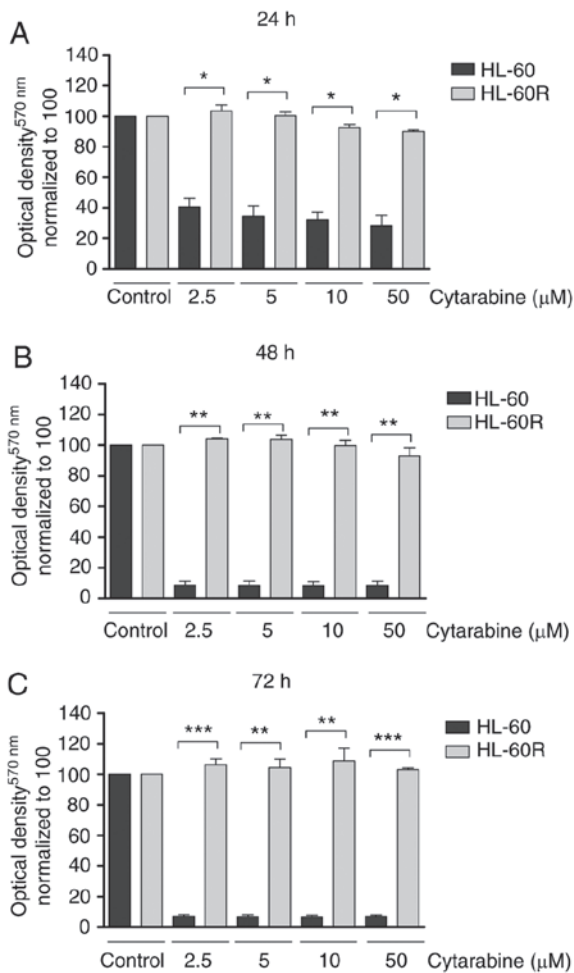 A
24 h
Optical density570 nm
normalized to 100
140
120
100
80
60
40
20
0
* * * *
HL-60
HL-60R
Control 2.5 5 10 50 Cytarabine (µM)
B
48 h
Optical density570 nm
normalized to 100
140
120
100
80
60
40
20
0
** ** ** **
HL-60
HL-60R
Control 2.5 5 10 50 Cytarabine (µM)
C
72 h
Optical density570 nm
normalized to 100
140
120
100
80
60
40
20
0
*** ** ** ***
HL-60
HL-60R
Control 2.5 5 10 50 Cytarabine (µM)